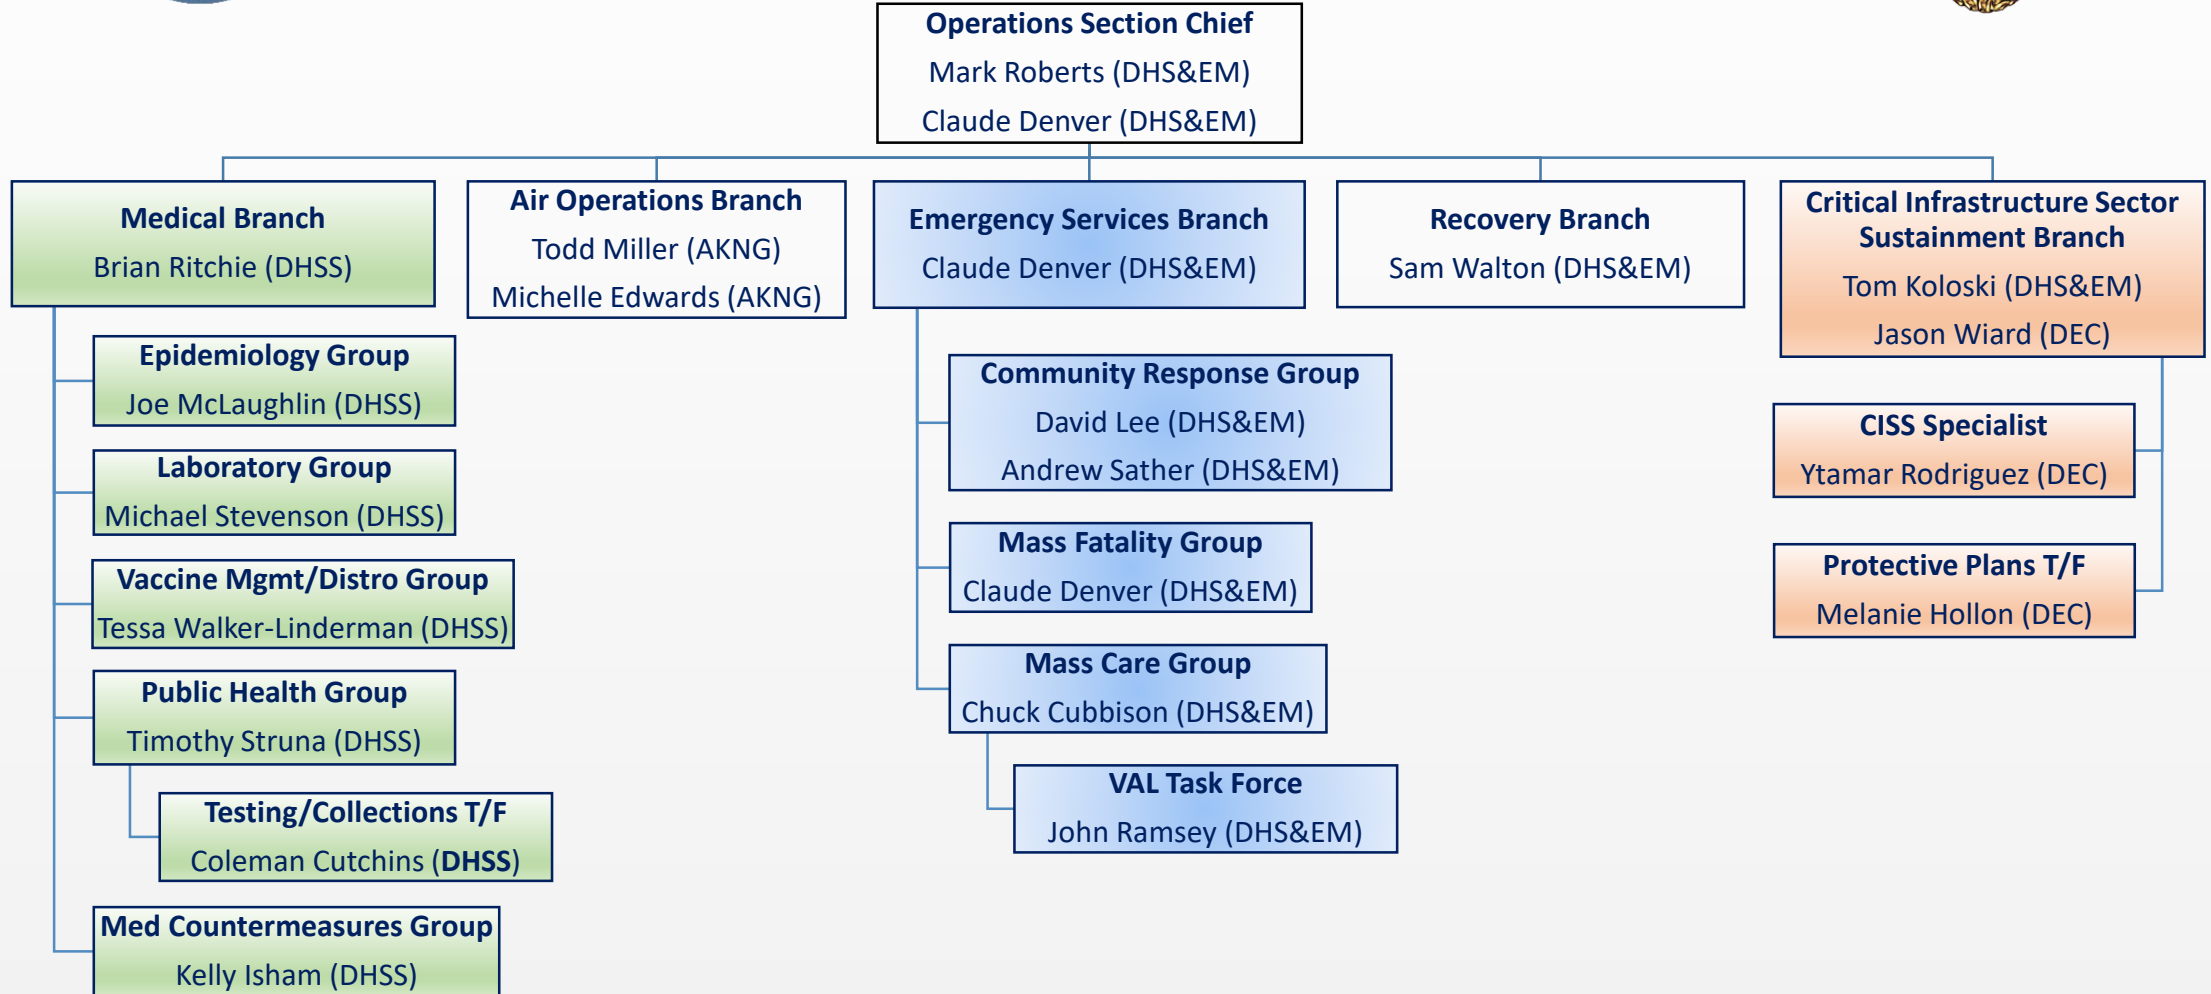 Operations Section Chief
Mark Roberts (DHS&EM)
Claude Denver (DHS&EM)
Medical Branch
Brian Ritchie (DHSS)
Epidemiology Group
Joe McLaughlin (DHSS)
Laboratory Group
Michael Stevenson (DHSS)
Vaccine Mgmt/Distro Group
Tessa Walker-Linderman (DHSS)
Public Health Group
Timothy Struna (DHSS)
Testing/Collections T/F
Coleman Cutchins (DHSS)
Med Countermeasures Group
Kelly Isham (DHSS)
Air Operations Branch
Todd Miller (AKNG)
Michelle Edwards (AKNG)
Emergency Services Branch
Claude Denver (DHS&EM)
Community Response Group
David Lee (DHS&EM)
Andrew Sather (DHS&EM)
Mass Fatality Group
Claude Denver (DHS&EM)
Mass Care Group
Chuck Cubbison (DHS&EM)
VAL Task Force
John Ramsey (DHS&EM)
Recovery Branch
Sam Walton (DHS&EM)
Critical Infrastructure Sector
Sustainment Branch
Tom Koloski (DHS&EM)
Jason Wiard (DEC)
CISS Specialist
Ytamar Rodriguez (DEC)
Protective Plans T/F
Melanie Hollon (DEC)